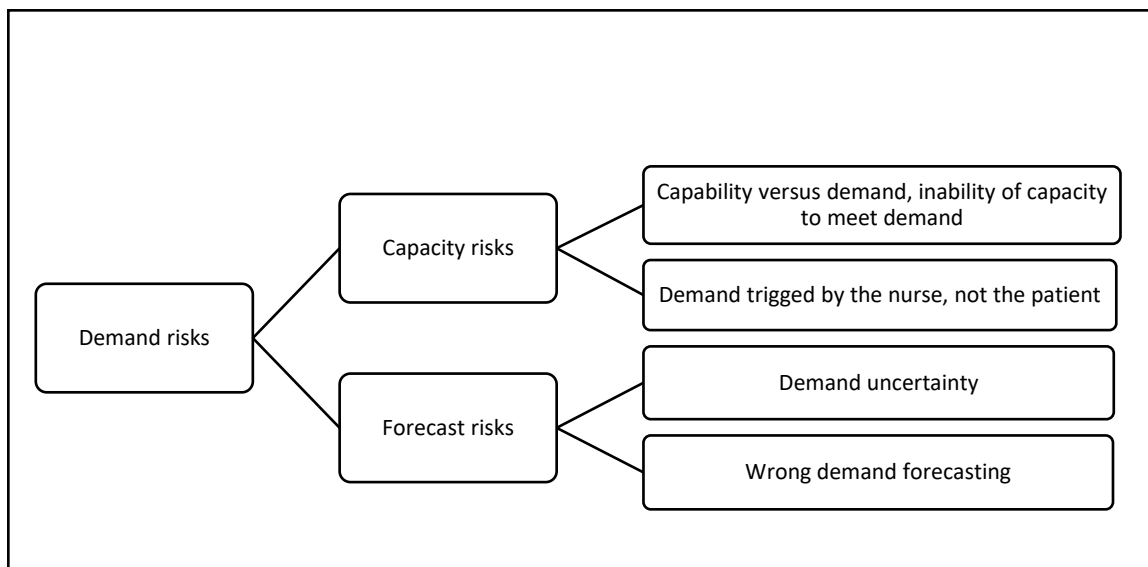 Demand risks
Capacity risks
Capability versus demand, inability of capacity
to meet demand
Demand trigged by the nurse, not the patient
Forecast risks
Demand uncertainty
Wrong demand forecasting